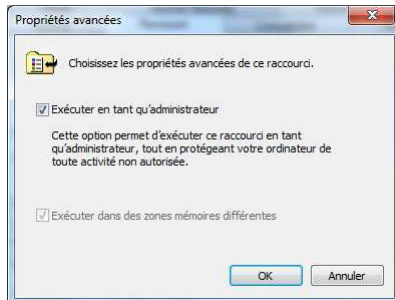 Propriétés avancées
Choisissez les propriétés avancées de ce raccourci.
Exécuter en tant qu'administrateur
Cette option permet d'exécuter ce raccourci en tant
qu'administrateur, tout en protégeant votre ordinateur de
toute activité non autorisée.
Exécuter dans des zones mémoires différentes
OK
Annuler